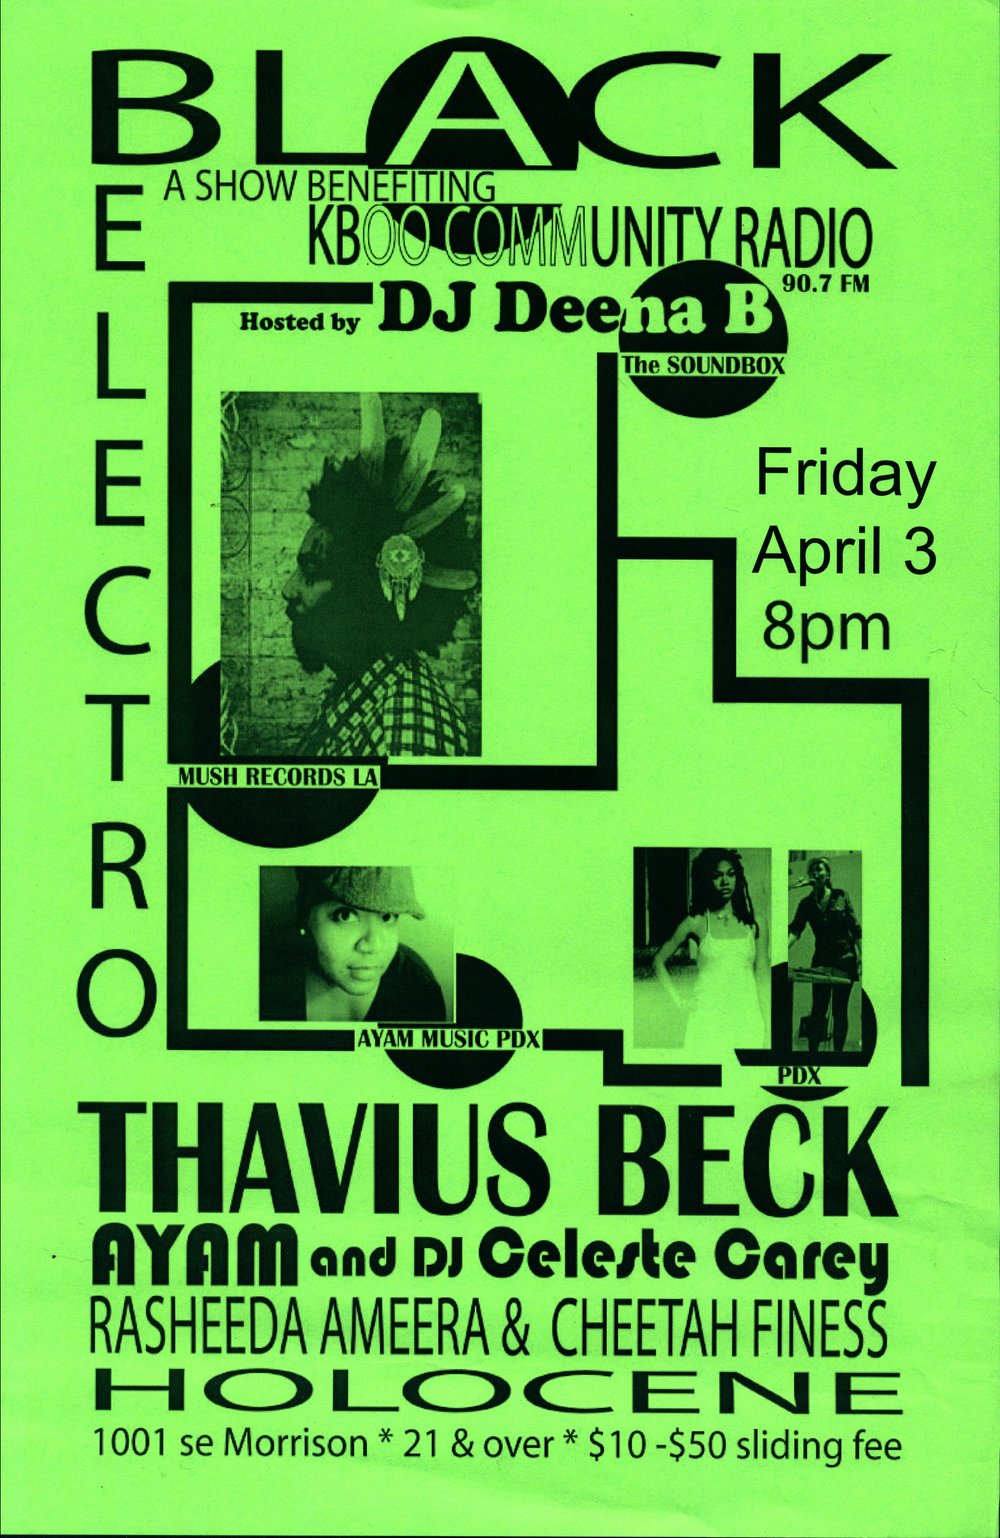 BLACK
ELECTRO
A SHOW BENEFITING
KBOO COMMUNITY RADIO
90.7 FM
Hosted by DJ Deena B
The SOUNDBOX
Friday
April 3
8pm
MUSH RECORDS LA
AYAM MUSIC PDX
PDX
THAVIUS BECK
AYAM and DJ Celeste Carey
RASHEEDA AMEERA & CHEETAH FINESS
HOLOCENE
1001 se Morrison * 21 & over * $10 -$50 sliding fee